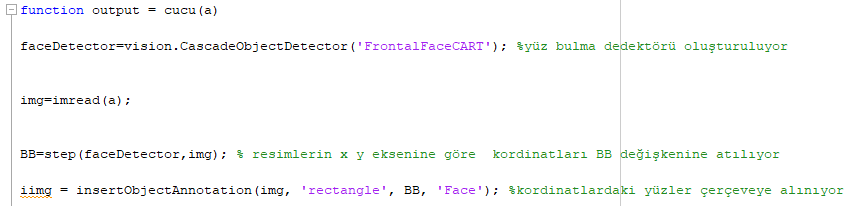 function output = cucu(a)
faceDetector=vision.CascadeObjectDetector('FrontalFaceCART'); %yüz bulma dedektörü oluşturuluyor
img=imread(a);
BB=step(faceDetector,img); % resimlerin x y eksenine göre  kordinatları BB değişkenine atılıyor
iimg = insertObjectAnnotation(img, 'rectangle', BB, 'Face'); %kordinatlardaki yüzler çerçeveye alınıyor